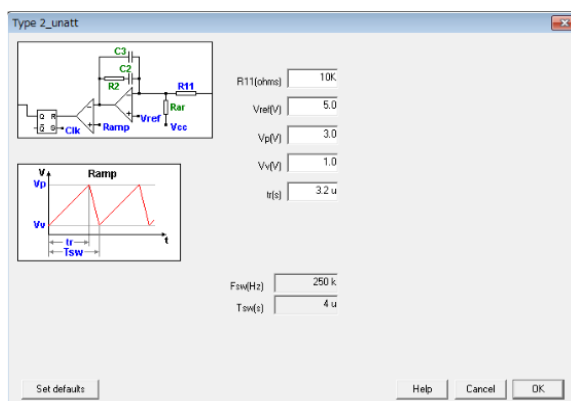 Type 2_unatt
C3
C2
R2
R11
Rar
Vref
Q R
Q S
Clk
Ramp
Vcc
R11(ohms) 10K
Vref(V) 5.0
Vp(V) 3.0
Vv(V) 1.0
tr(s) 3.2 u
V
Ramp
Vp
Vv
t
tr
Tsw
Fsw(Hz) 250 k
Tsw(s) 4 u
Set defaults
Help Cancel OK